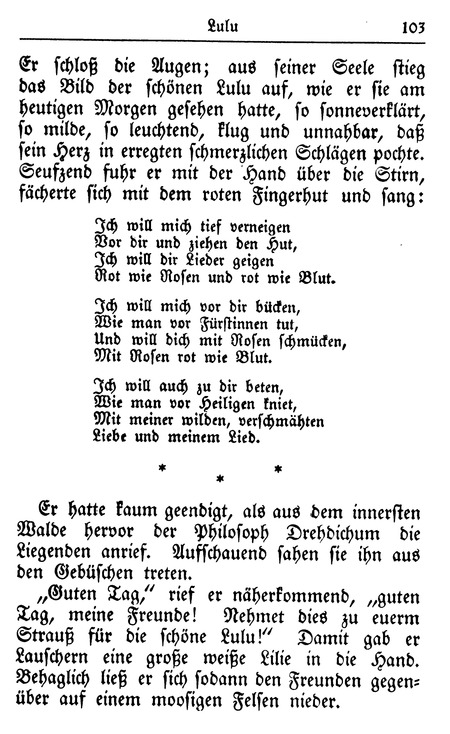 Lulu 103
Er schloß die Augen; aus seiner Seele stieg
das Bild der schönen Lulu auf, wie er sie am
heutigen Morgen gesehen hatte, so sonneverklärt,
so milde, so leuchtend, klug und unnahbar, daß
sein Herz in erregten schmerzlichen Schlägen pochte.
Seufzend fuhr er mit der Hand über die Stirn,
fächerte sich mit dem roten Fingerhut und sang:
Ich will mich tief verneigen
Vor dir und ziehen den Hut,
Ich will dir Lieder geigen
Rot wie Rosen und rot wie Blut.
Ich will mich vor dir bücken,
Wie man vor Fürstinnen tut,
Und will dich mit Rosen schmücken,
Mit Rosen rot wie Blut.
Ich will auch zu dir beten,
Wie man vor Heiligen kniet,
Mit meiner wilden, verschmähten
Liebe und meinem Lied.
* * *
Er hatte kaum geendigt, als aus dem innersten
Walde hervor der Philosoph Drehdichum die
Liegenden anrief. Aufschauend sahen sie ihn aus
den Gebüschen treten.
„Guten Tag,“ rief er näherkommend, „guten
Tag, meine Freunde! Nehmet dies zu euerm
Strauß für die schöne Lulu!“ Damit gab er
Lauschern eine große weiße Lilie in die Hand.
Behaglich ließ er sich sodann den Freunden gegen-
über auf einem moosigen Felsen nieder.